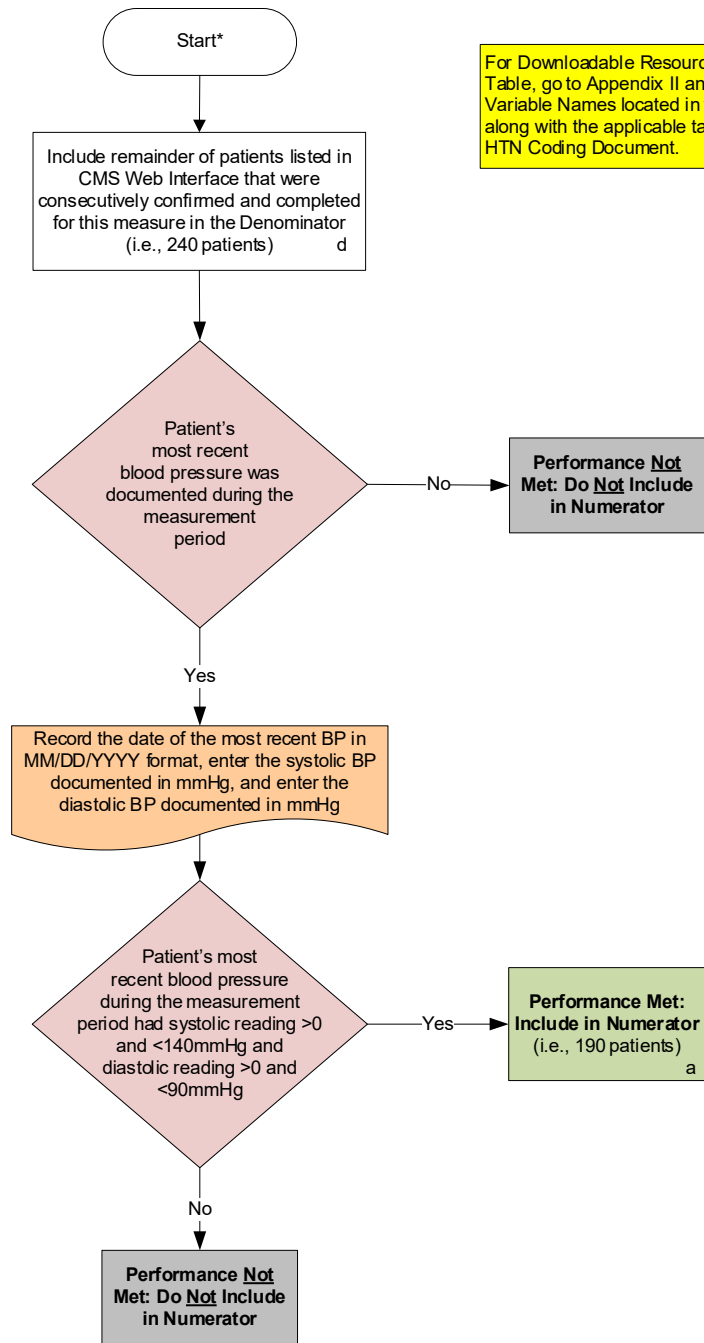 Start*
For Downloadable Resourc
Table, go to Appendix II an
Variable Names located in
along with the applicable ta
HTN Coding Document.
Include remainder of patients listed in
CMS Web Interface that were
consecutively confirmed and completed
for this measure in the Denominator
(i.e., 240 patients) d
Patient's
most recent
blood pressure was
documented during the
measurement
period
No
Performance Not
Met: Do Not Include
in Numerator
Yes
Record the date of the most recent BP in
MM/DD/YYYY format, enter the systolic BP
documented in mmHg, and enter the
diastolic BP documented in mmHg
Patient's most
recent blood pressure
during the measurement
period had systolic reading >0
and <140mmHg and
diastolic reading >0 and
<90mmHg
Yes
Performance Met:
Include in Numerator
(i.e., 190 patients)
a
No
Performance Not
Met: Do Not Include
in Numerator